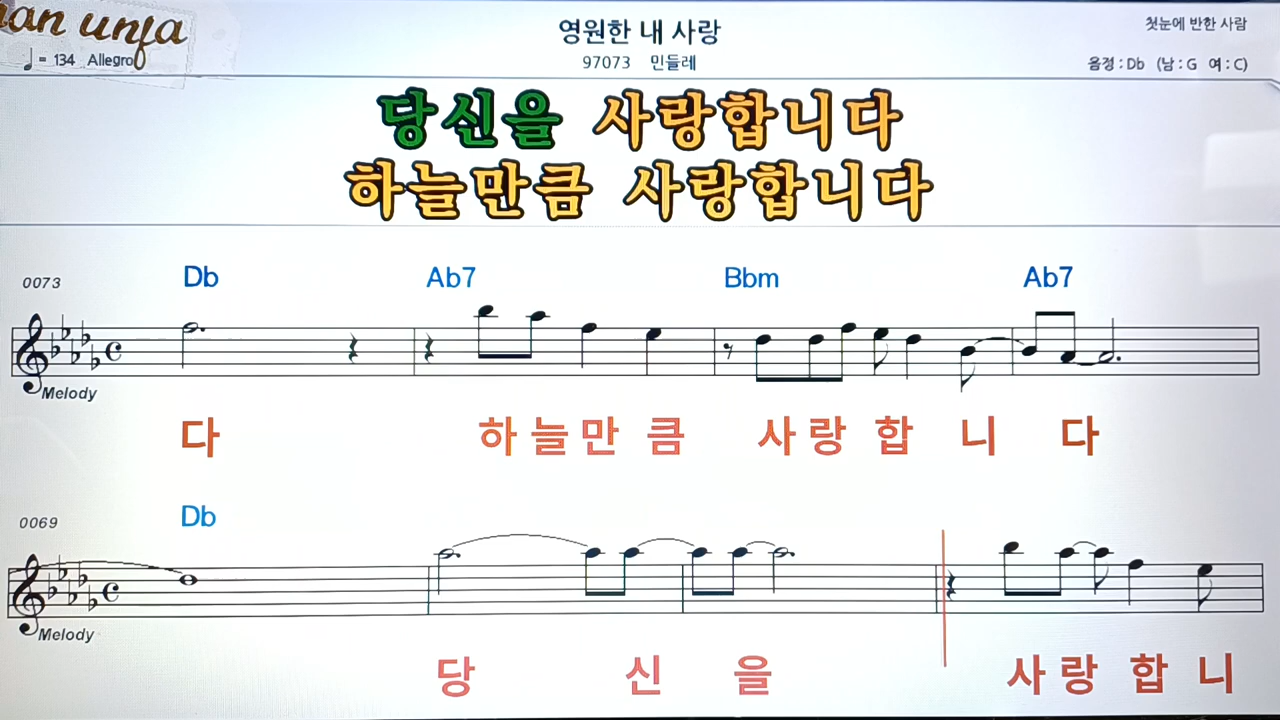 an unja
♩= 134 Allegro
영원한 내 사랑
97073 민들레
첫눈에 반한 사람
음정 : Db (남 : G 여 : C)
당신을 사랑합니다
하늘만큼 사랑합니다
0073 Db Ab7 Bbm Ab7
Melody
다 하늘만큼 사랑합니다
0069 Db
Melody
당신을 사랑합니